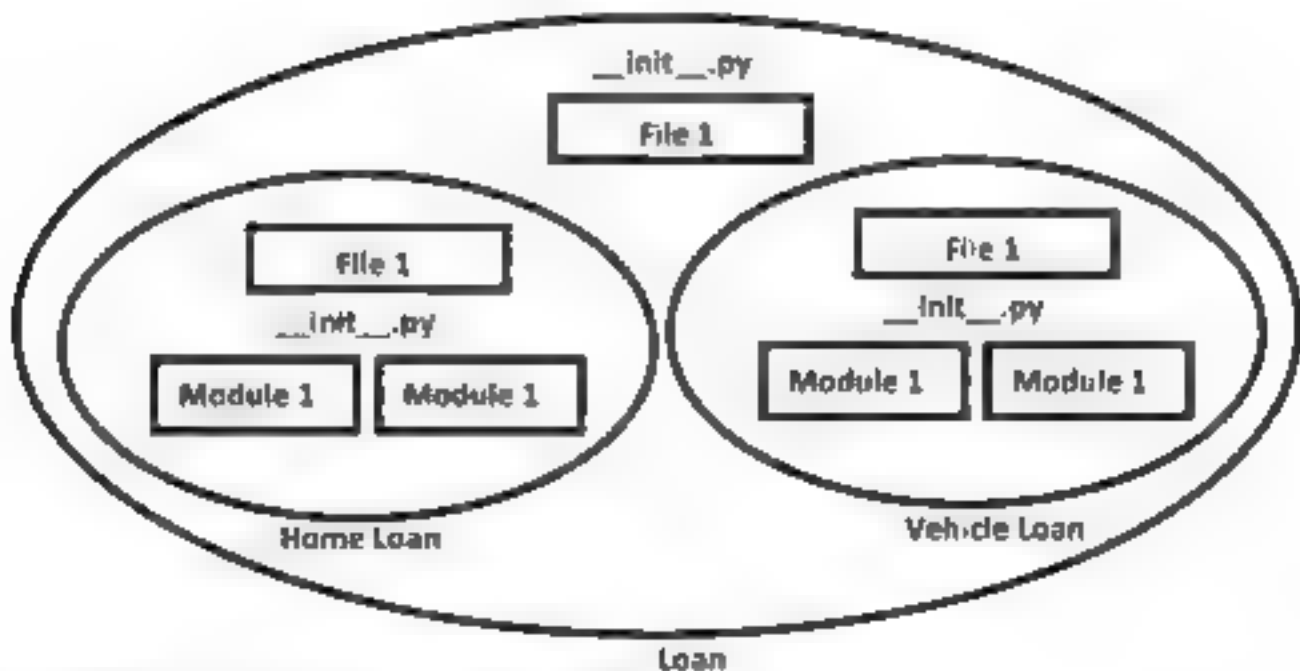 __init__.py
File 1
File 1
__init__.py
Module 1 Module 1
Home Loan
File 1
__init__.py
Module 1 Module 1
Vehicle Loan
Loan